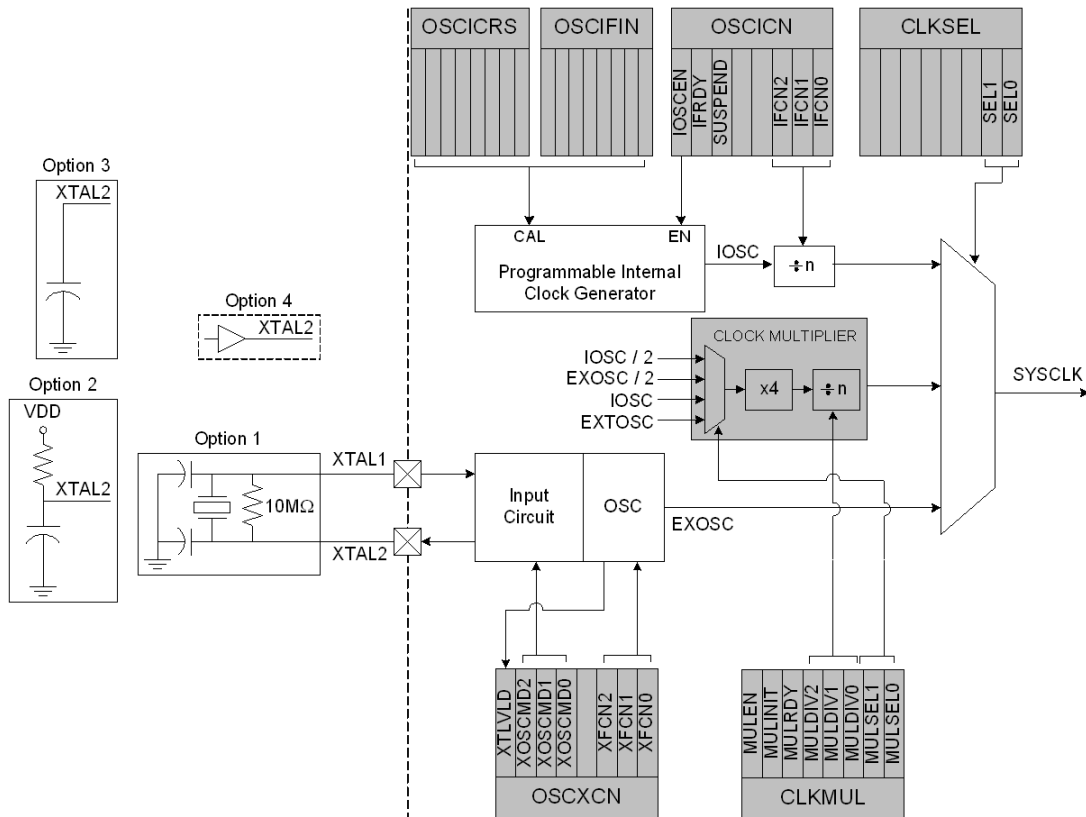 OSCICRS
OSCIFIN
OSCICN
CLKSEL
IOSCEN
IFRDY
SUSPEND
IFCN2
IFCN1
IFCN0
SEL1
SEL0
Option 3
XTAL2
CAL
EN
Programmable Internal
Clock Generator
IOSC
÷n
Option 4
XTAL2
CLOCK MULTIPLIER
IOSC / 2
EXOSC / 2
IOSC
EXTOSC
x4
÷n
SYSCLK
Option 2
VDD
XTAL2
Option 1
10MΩ
XTAL1
XTAL2
Input
Circuit
OSC
EXOSC
XTLVLD
XOSCMD2
XOSCMD1
XOSCMD0
XFCN2
XFCN1
XFCN0
OSCXCN
MULEN
MULINIT
MULRDY
MULDIV2
MULDIV1
MULDIV0
MULSEL1
MULSEL0
CLKMUL